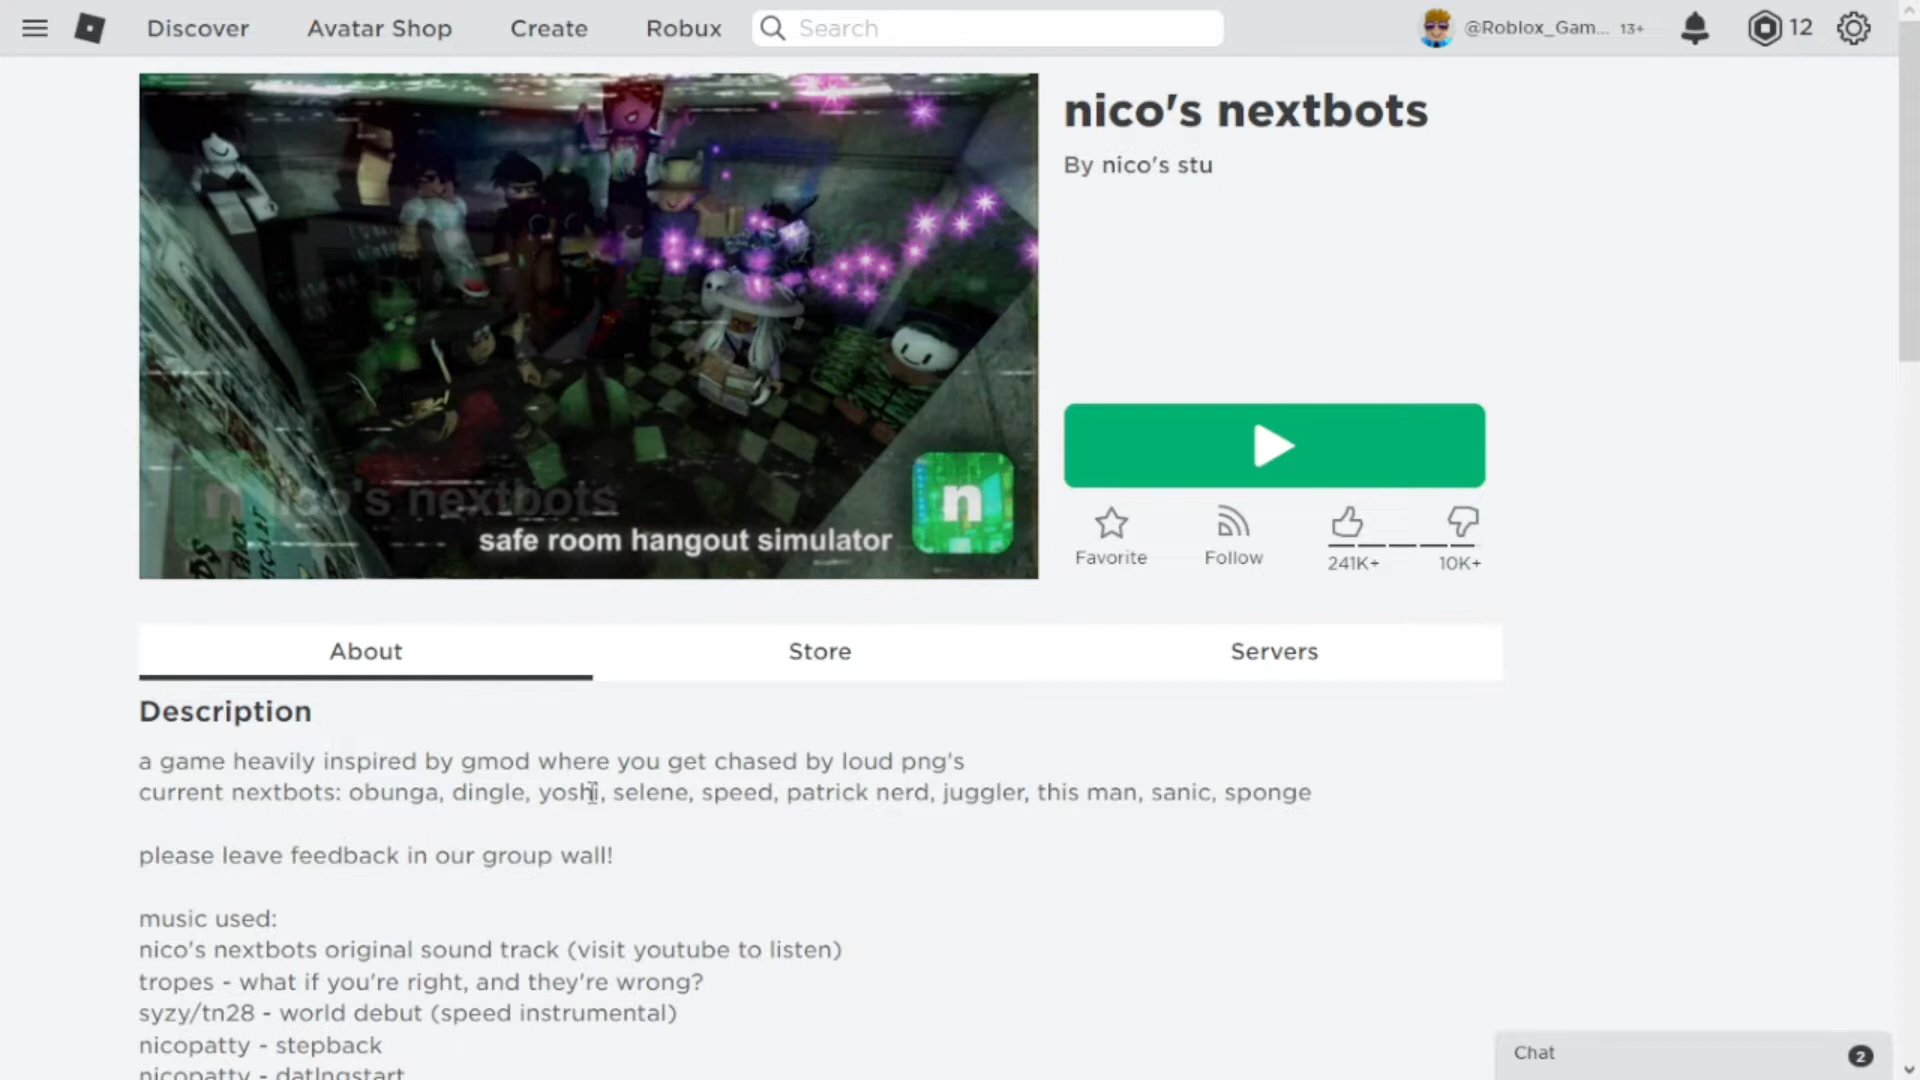 Discover
Avatar Shop
Create
Robux
Search
@Roblox_Gam... 13+
12
nico's nextbots
By nico's stu
nico's nextbots
safe room hangout simulator
n
Favorite
Follow
241K+
10K+
About
Store
Servers
Description
a game heavily inspired by gmod where you get chased by loud png's
current nextbots: obunga, dingle, yoshi, selene, speed, patrick nerd, juggler, this man, sanic, sponge
please leave feedback in our group wall!
music used:
nico's nextbots original sound track (visit youtube to listen)
tropes - what if you're right, and they're wrong?
syzy/tn28 - world debut (speed instrumental)
nicopatty - stepback
nicopatty - datlngstart
Chat
2